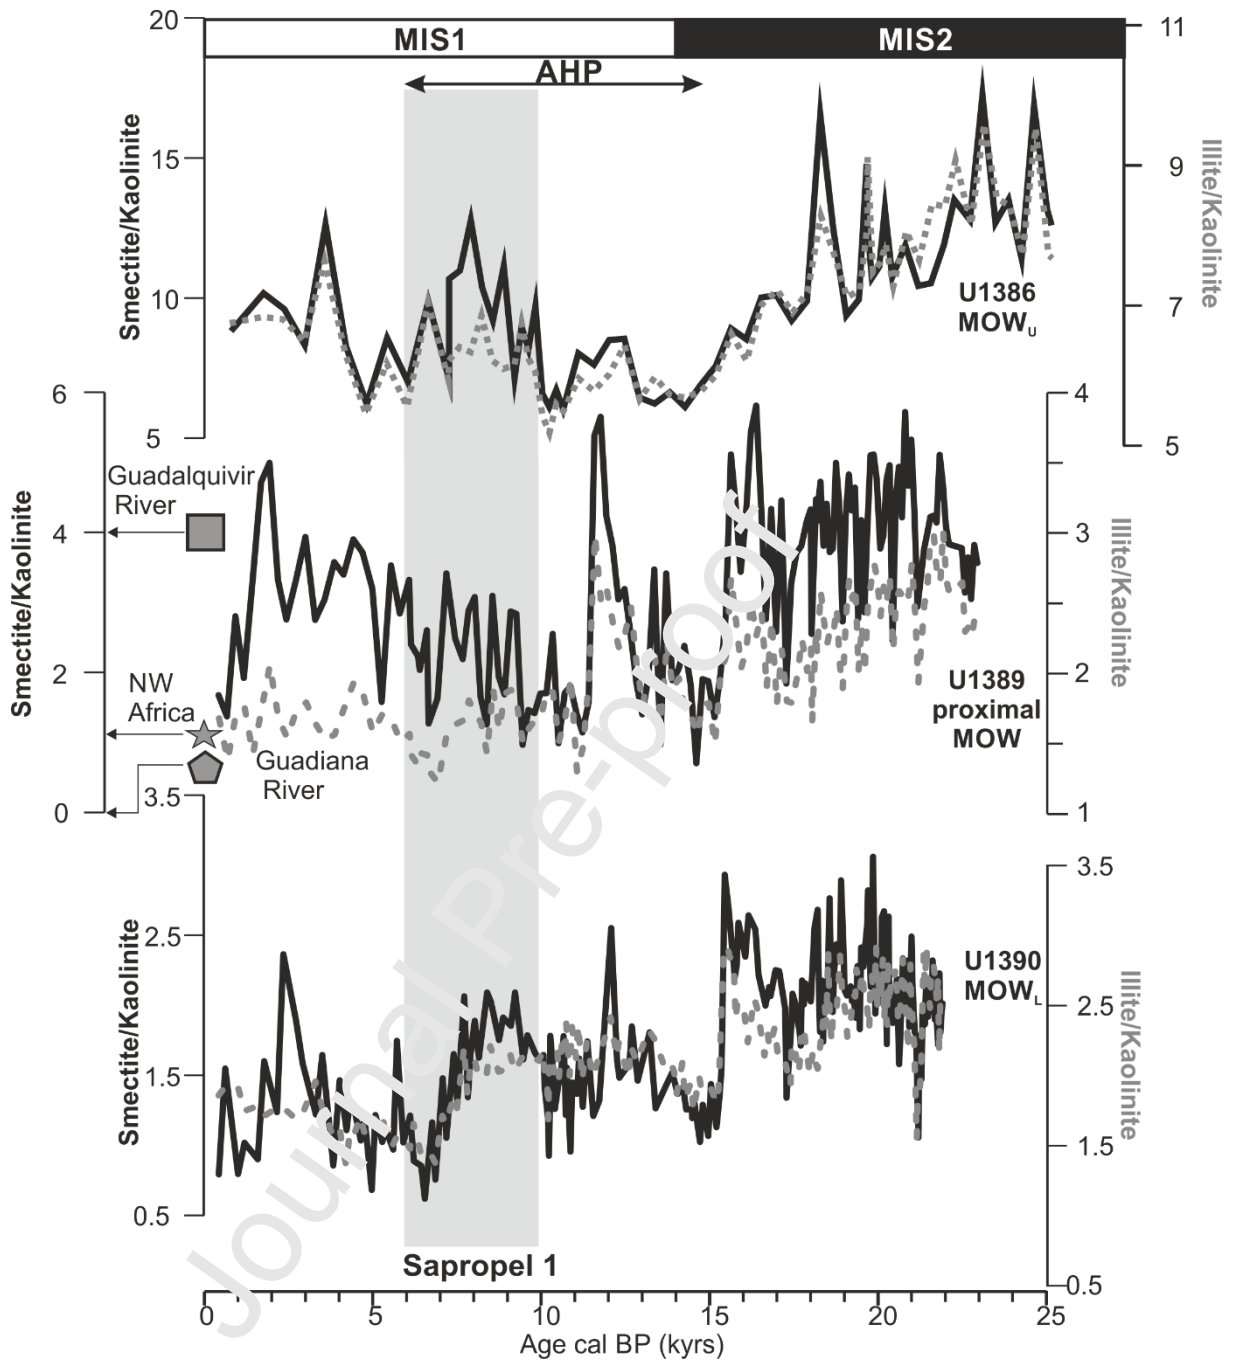 20
MIS1
MIS2
11
AHP
Smectite/Kaolinite
15
9
Illite/Kaolinite
10
7
U1386
MOWU
5
5
6
4
Guadalquivir
River
Smectite/Kaolinite
4
3
Illite/Kaolinite
2
2
NW
Africa
U1389
proximal
MOW
Guadiana
River
0
1
3.5
3.5
Smectite/Kaolinite
2.5
U1390
MOWL
2.5
Illite/Kaolinite
1.5
1.5
0.5
0.5
Sapropel 1
0
5
10
15
20
25
Age cal BP (kyrs)
Journal Pre-proof